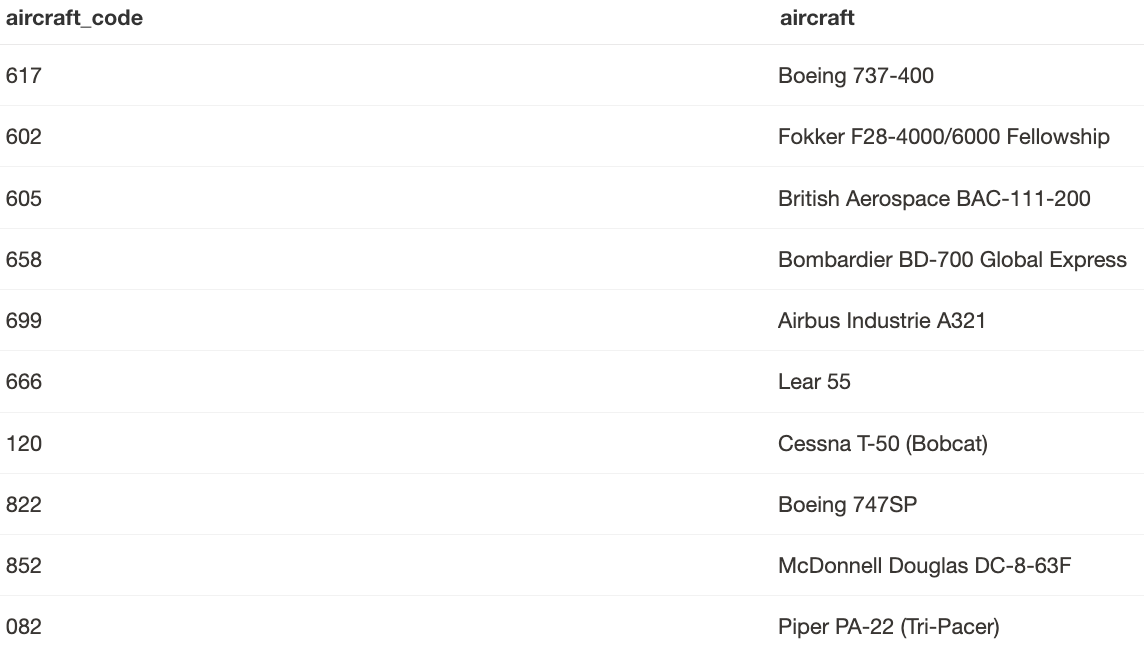 aircraft_code aircraft
617 Boeing 737-400
602 Fokker F28-4000/6000 Fellowship
605 British Aerospace BAC-111-200
658 Bombardier BD-700 Global Express
699 Airbus Industrie A321
666 Lear 55
120 Cessna T-50 (Bobcat)
822 Boeing 747SP
852 McDonnell Douglas DC-8-63F
082 Piper PA-22 (Tri-Pacer)